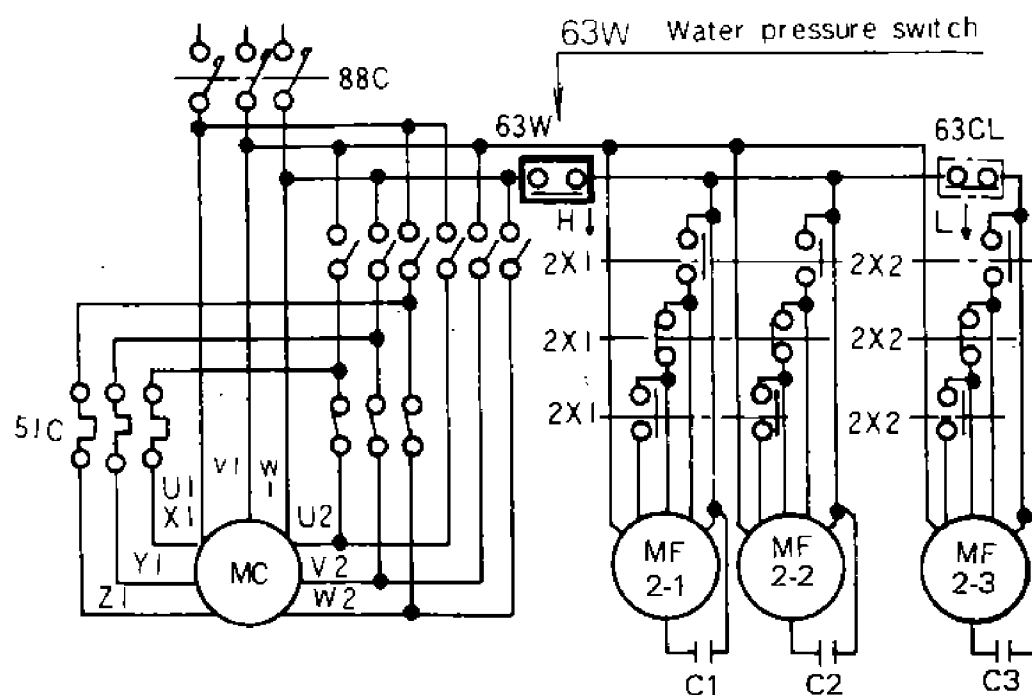 63W Water pressure switch
88C
63W
63CL
H
L
2X1
2X2
2X1
2X2
2X1
2X2
51C
U1
X1
V1
W
1
U2
Y1
V2
Z1
W2
MC
MF
2-1
MF
2-2
MF
2-3
C1
C2
C3